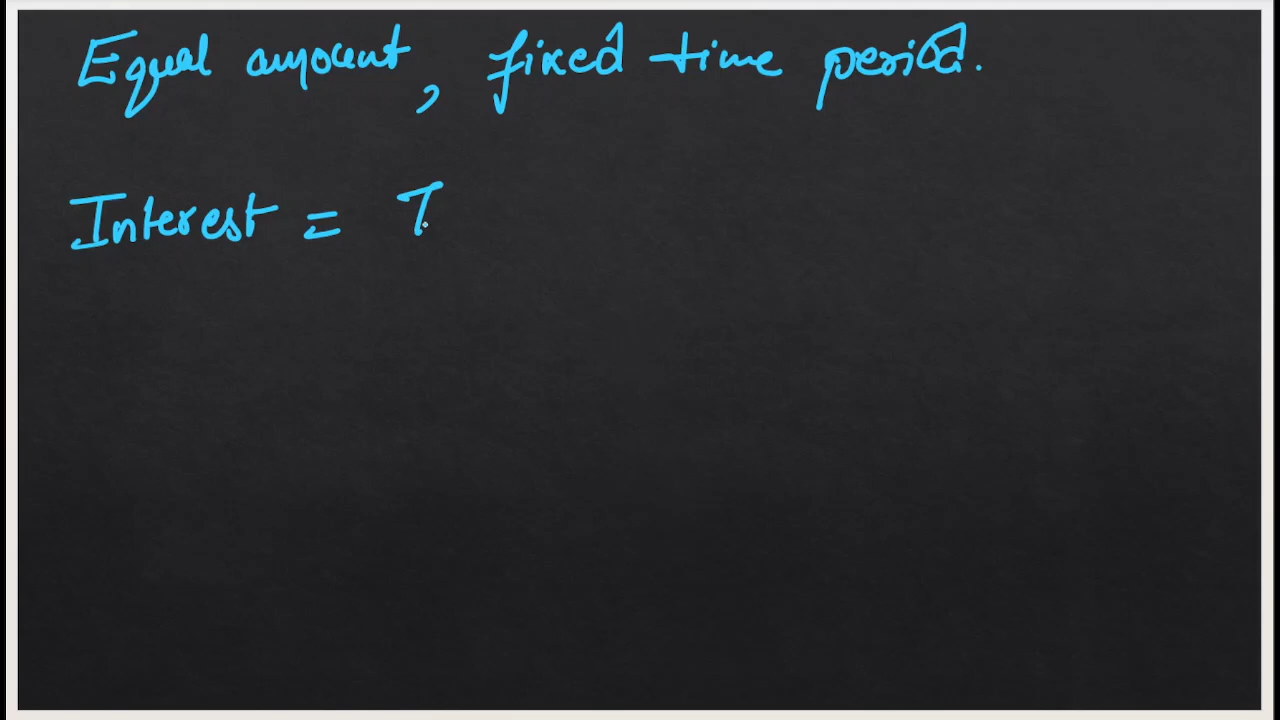 Equal amount, fixed time period.
Interest = T